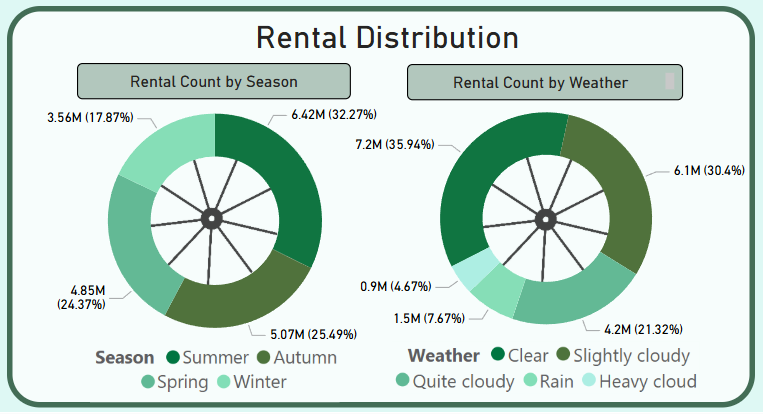 Rental Distribution
Rental Count by Season
3.56M (17.87%)
6.42M (32.27%)
4.85M
(24.37%)
5.07M (25.49%)
Season Summer Autumn
Spring Winter
Rental Count by Weather
7.2M (35.94%)
6.1M (30.4%)
0.9M (4.67%)
1.5M (7.67%)
4.2M (21.32%)
Weather Clear Slightly cloudy
Quite cloudy Rain Heavy cloud